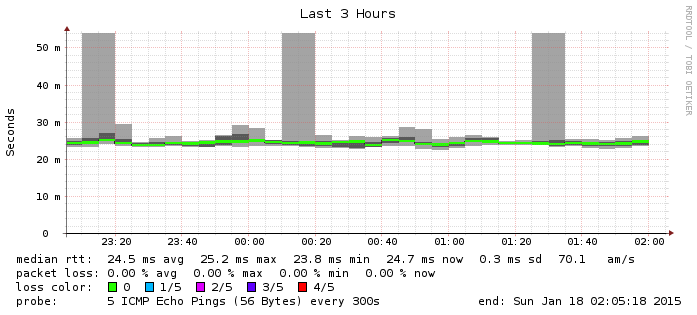 Last 3 Hours
RRDTOOL / TOBI OETIKER
Seconds
50 m
40 m
30 m
20 m
10 m
0
23:20 23:40 00:00 00:20 00:40 01:00 01:20 01:40 02:00
median rtt: 24.5 ms avg 25.2 ms max 23.8 ms min 24.7 ms now 0.3 ms sd 70.1 am/s
packet loss: 0.00 % avg 0.00 % max 0.00 % min 0.00 % now
loss color: 0 1/5 2/5 3/5 4/5
probe: 5 ICMP Echo Pings (56 Bytes) every 300s end: Sun Jan 18 02:05:18 2015